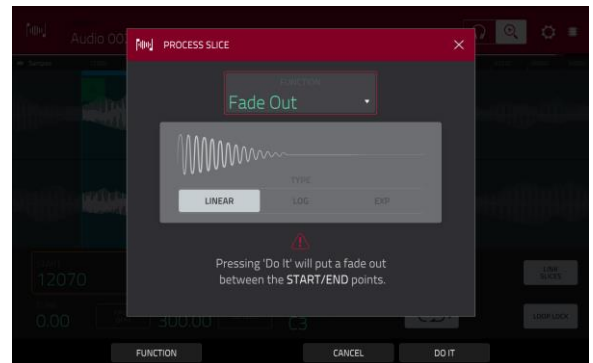 Audio 00
PROCESS SLICE
FUNCTION
Fade Out
TYPE
LINEAR LOG EXP
Pressing 'Do It' will put a fade out
between the START/END points.
12070
0.00 300.00 C3
LOOP LOCK
FUNCTION CANCEL DO IT